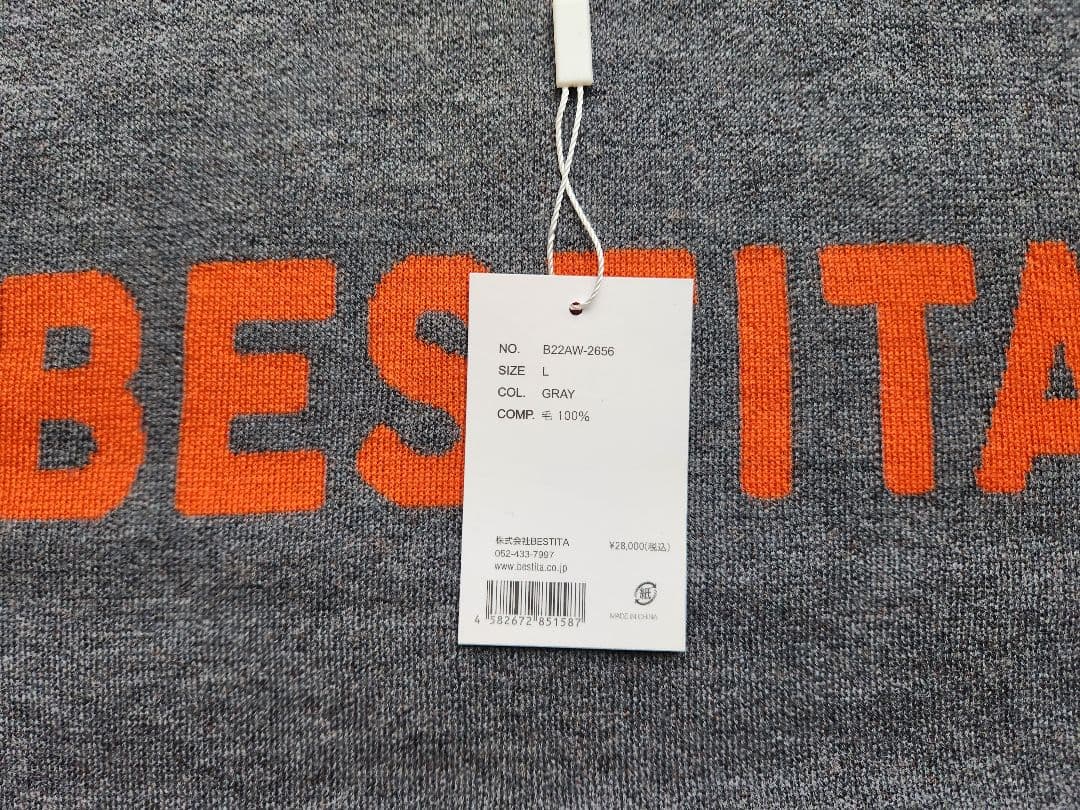 BESTITA
NO. B22AW-2656
SIZE L
COL. GRAY
COMP. 毛 100%
株式会社BESTITA
052-433-7997
www.bestita.co.jp
¥28,000(税込)
4 582672 851587
紙
MADE IN CHINA